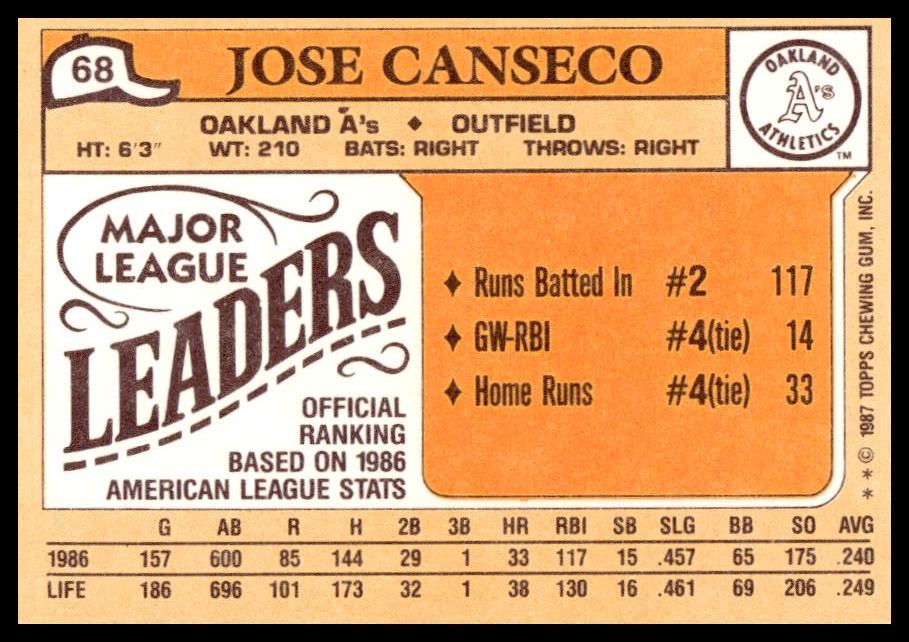 68
JOSE CANSECO
OAKLAND A's ♦ OUTFIELD
HT: 6'3" WT: 210 BATS: RIGHT THROWS: RIGHT
OAKLAND
A's
ATHLETICS
TM
MAJOR
LEAGUE
LEADERS
OFFICIAL
RANKING
BASED ON 1986
AMERICAN LEAGUE STATS
♦ Runs Batted In #2 117
♦ GW-RBI #4(tie) 14
♦ Home Runs #4(tie) 33
* * © 1987 TOPPS CHEWING GUM, INC.
G AB R H 2B 3B HR RBI SB SLG BB SO AVG
1986 157 600 85 144 29 1 33 117 15 .457 65 175 .240
LIFE 186 696 101 173 32 1 38 130 16 .461 69 206 .249